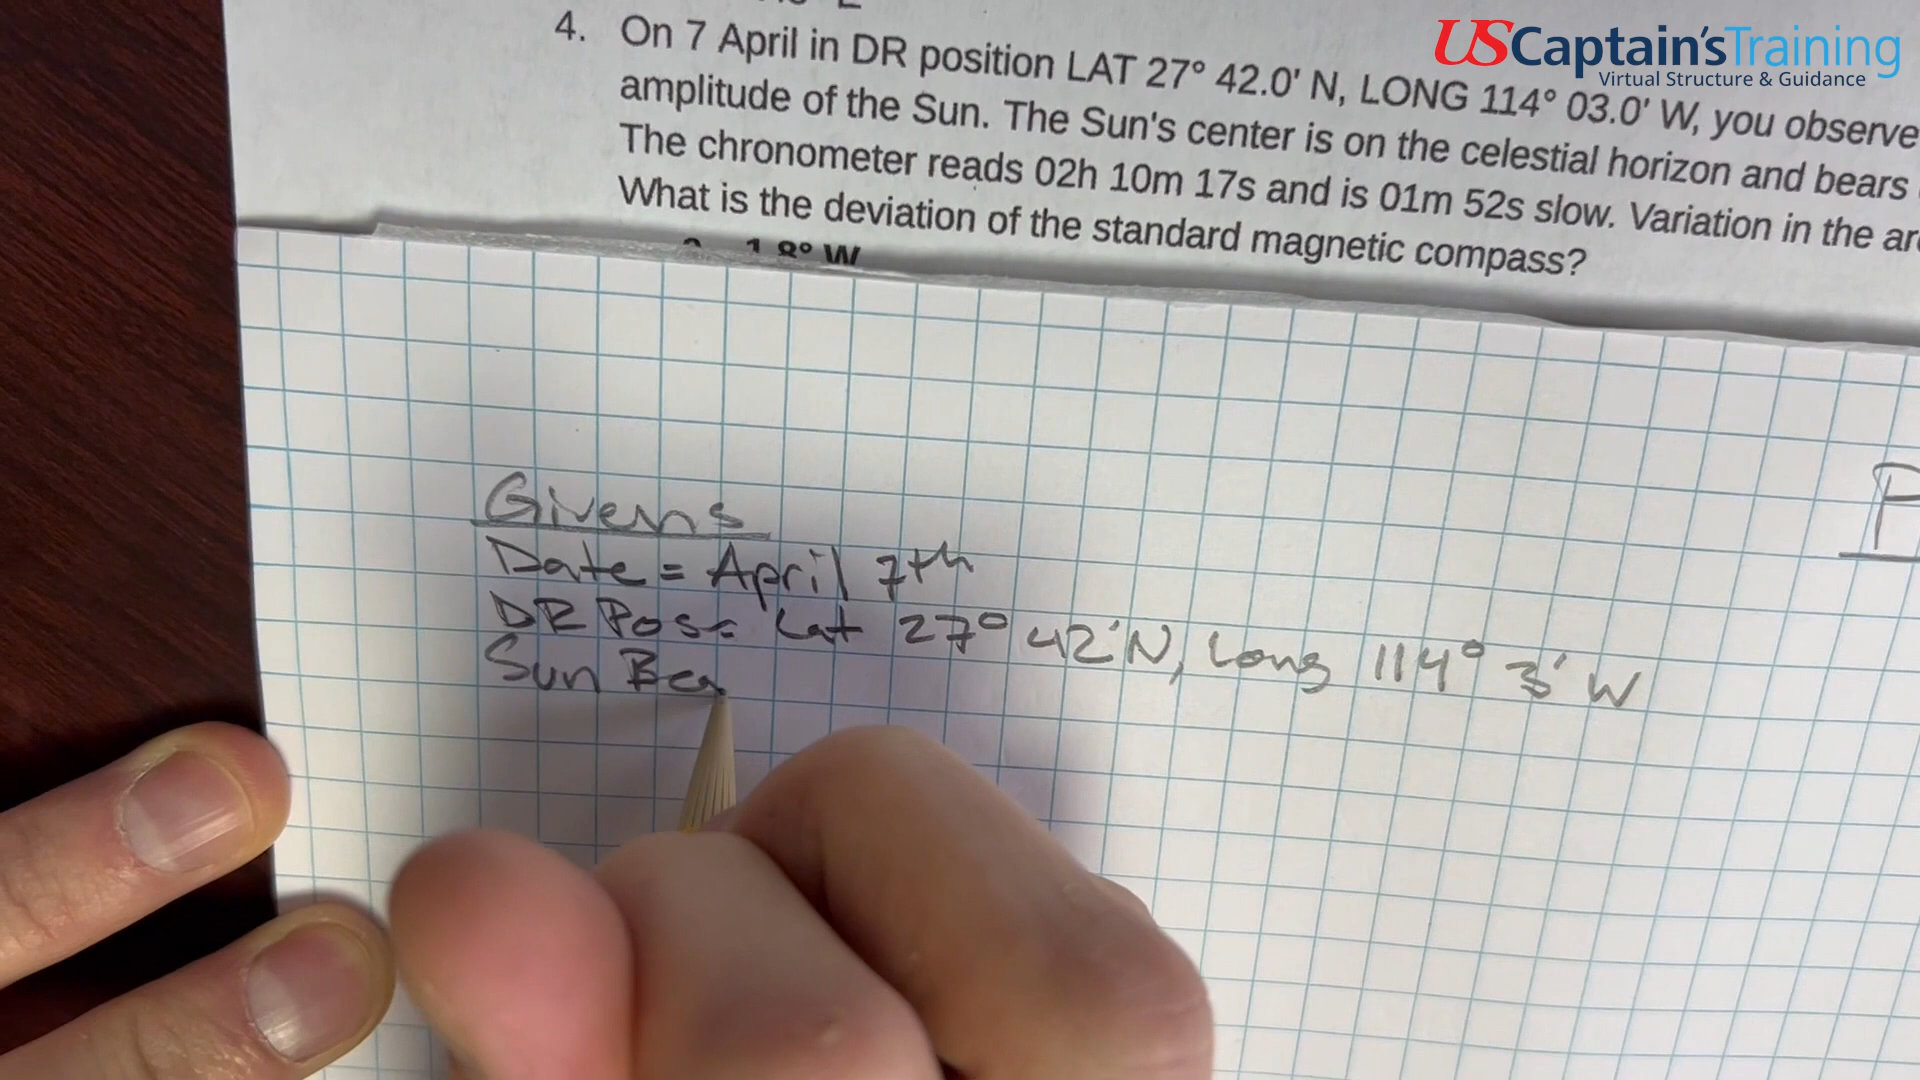 USCaptain'sTraining
Virtual Structure & Guidance
4. On 7 April in DR position LAT 27° 42.0' N, LONG 114° 03.0' W, you observe
amplitude of the Sun. The Sun's center is on the celestial horizon and bears
The chronometer reads 02h 10m 17s and is 01m 52s slow. Variation in the are
What is the deviation of the standard magnetic compass?
1.8° W
Givens
Date = April 7th
DR Pos = Lat 27° 42' N, Long 114° 3' W
Sun Bea